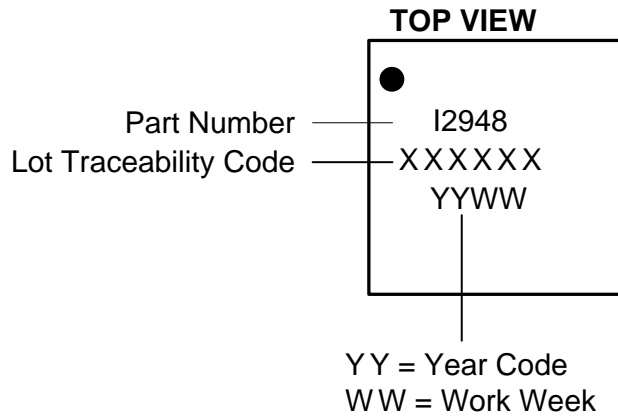 TOP VIEW
Part Number
I2948
Lot Traceability Code
XXXXXX
YYWW
YY = Year Code
WW = Work Week